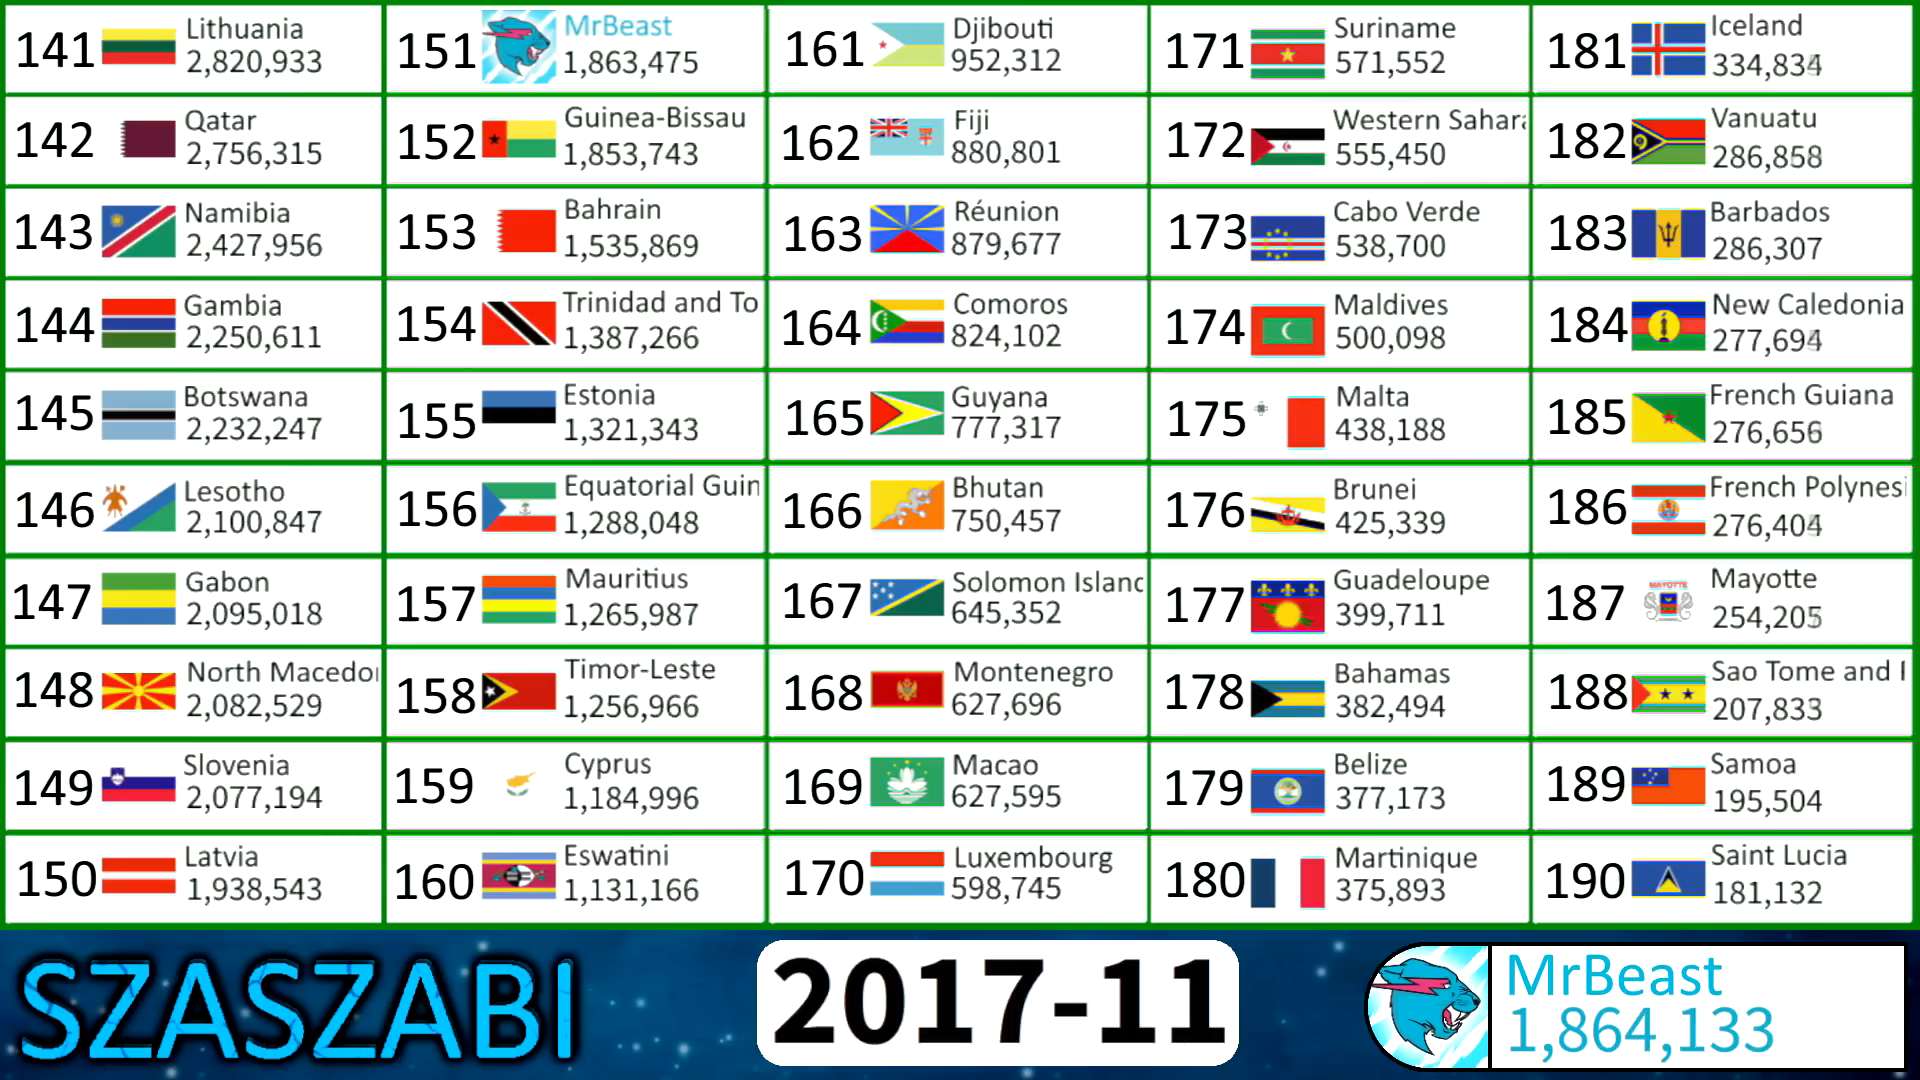 141 Lithuania
2,820,933
142 Qatar
2,756,315
143 Namibia
2,427,956
144 Gambia
2,250,611
145 Botswana
2,232,247
146 Lesotho
2,100,847
147 Gabon
2,095,018
148 North Macedo
2,082,529
149 Slovenia
2,077,194
150 Latvia
1,938,543
151 MrBeast
1,863,475
152 Guinea-Bissau
1,853,743
153 Bahrain
1,535,869
154 Trinidad and To
1,387,266
155 Estonia
1,321,343
156 Equatorial Guin
1,288,048
157 Mauritius
1,265,987
158 Timor-Leste
1,256,966
159 Cyprus
1,184,996
160 Eswatini
1,131,166
161 Djibouti
952,312
162 Fiji
880,801
163 Réunion
879,677
164 Comoros
824,102
165 Guyana
777,317
166 Bhutan
750,457
167 Solomon Islan
645,352
168 Montenegro
627,696
169 Macao
627,595
170 Luxembourg
598,745
171 Suriname
571,552
172 Western Sahar
555,450
173 Cabo Verde
538,700
174 Maldives
500,098
175 Malta
438,188
176 Brunei
425,339
177 Guadeloupe
399,711
178 Bahamas
382,494
179 Belize
377,173
180 Martinique
375,893
181 Iceland
334,834
182 Vanuatu
286,858
183 Barbados
286,307
184 New Caledonia
277,694
185 French Guiana
276,656
186 French Polynesi
276,404
187 Mayotte
254,205
MAYOTTE
188 Sao Tome and
207,833
189 Samoa
195,504
190 Saint Lucia
181,132
SZASZABI
2017-11
MrBeast
1,864,133